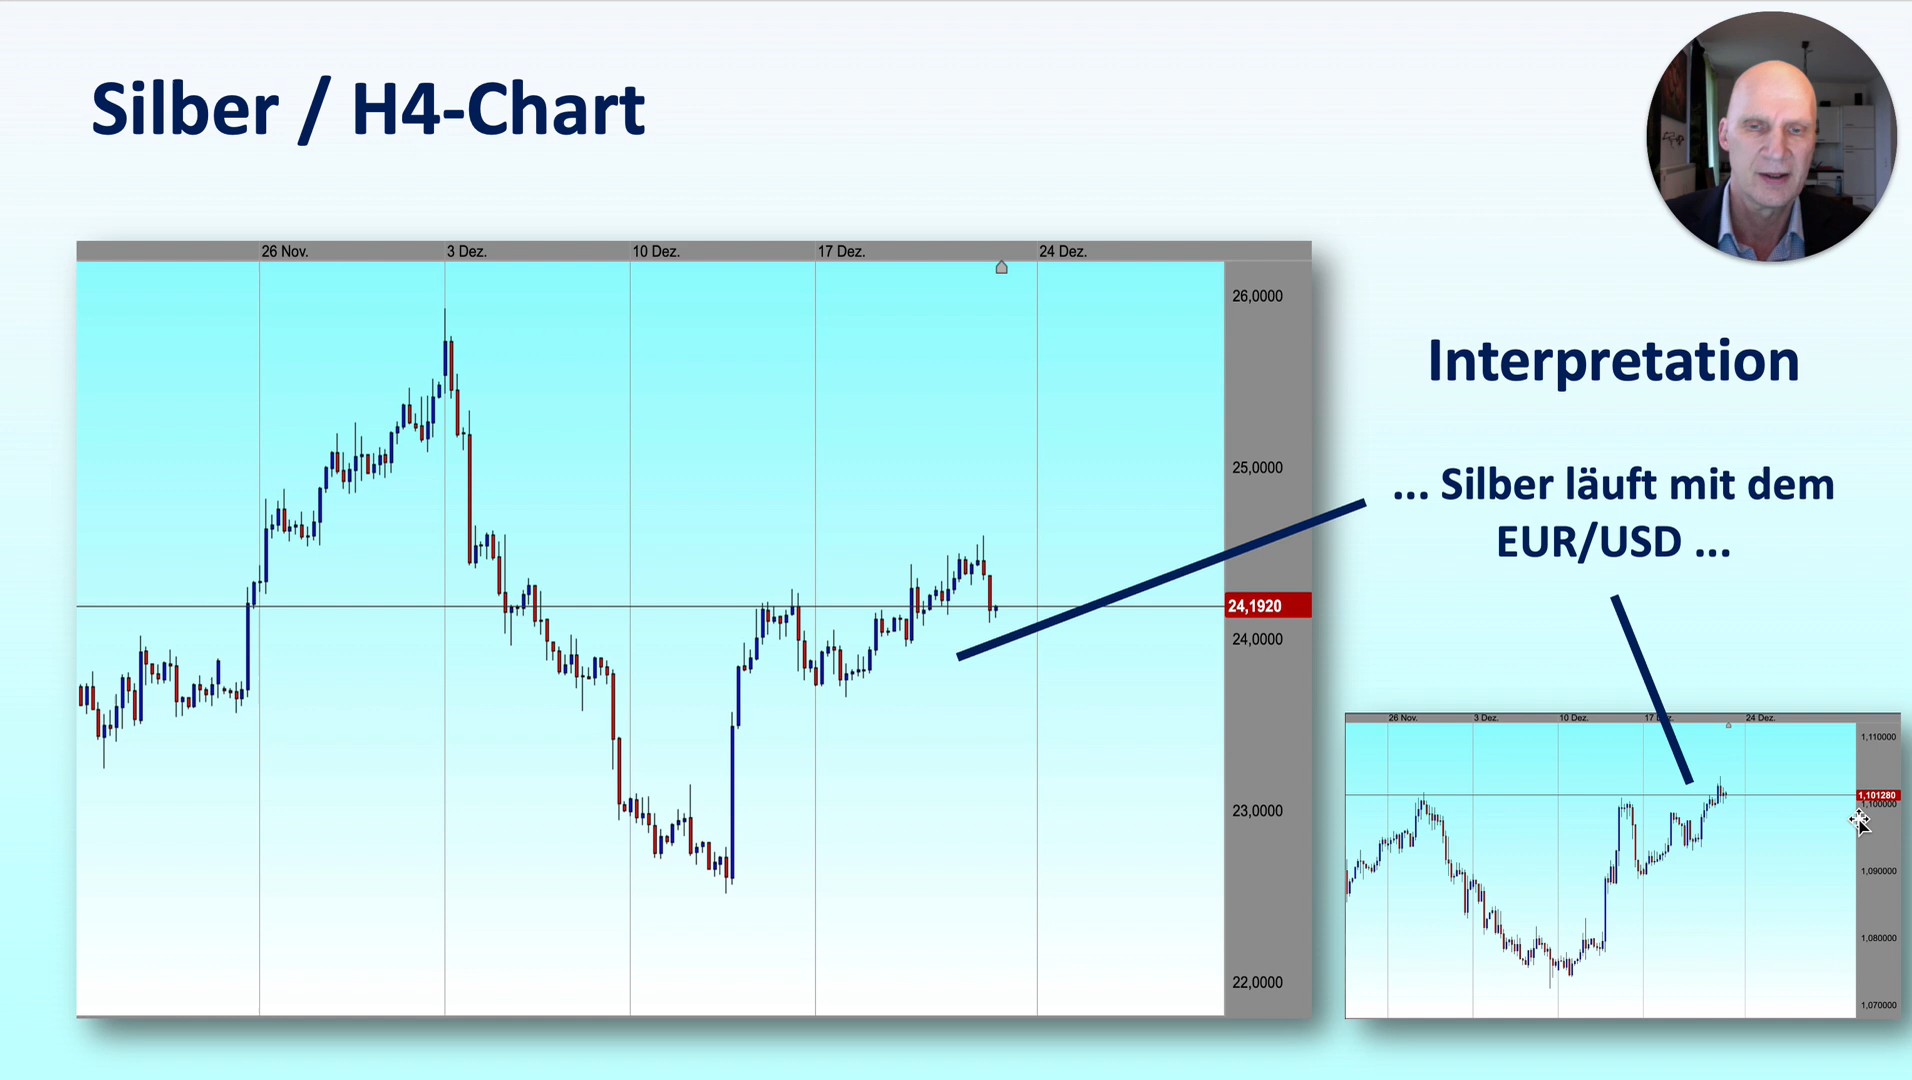 Silber / H4-Chart
26 Nov.
3 Dez.
10 Dez.
17 Dez.
24 Dez.
26,0000
25,0000
24,1920
24,0000
23,0000
22,0000
Interpretation
... Silber läuft mit dem
EUR/USD ...
26 Nov.
3 Dez.
10 Dez.
17 Dez.
24 Dez.
1,110000
1,101280
1,100000
1,090000
1,080000
1,070000